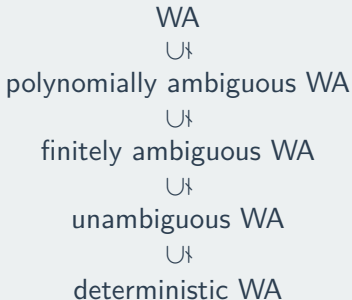 WA
∪∤
polynomially ambiguous WA
∪∤
finitely ambiguous WA
∪∤
unambiguous WA
∪∤
deterministic WA